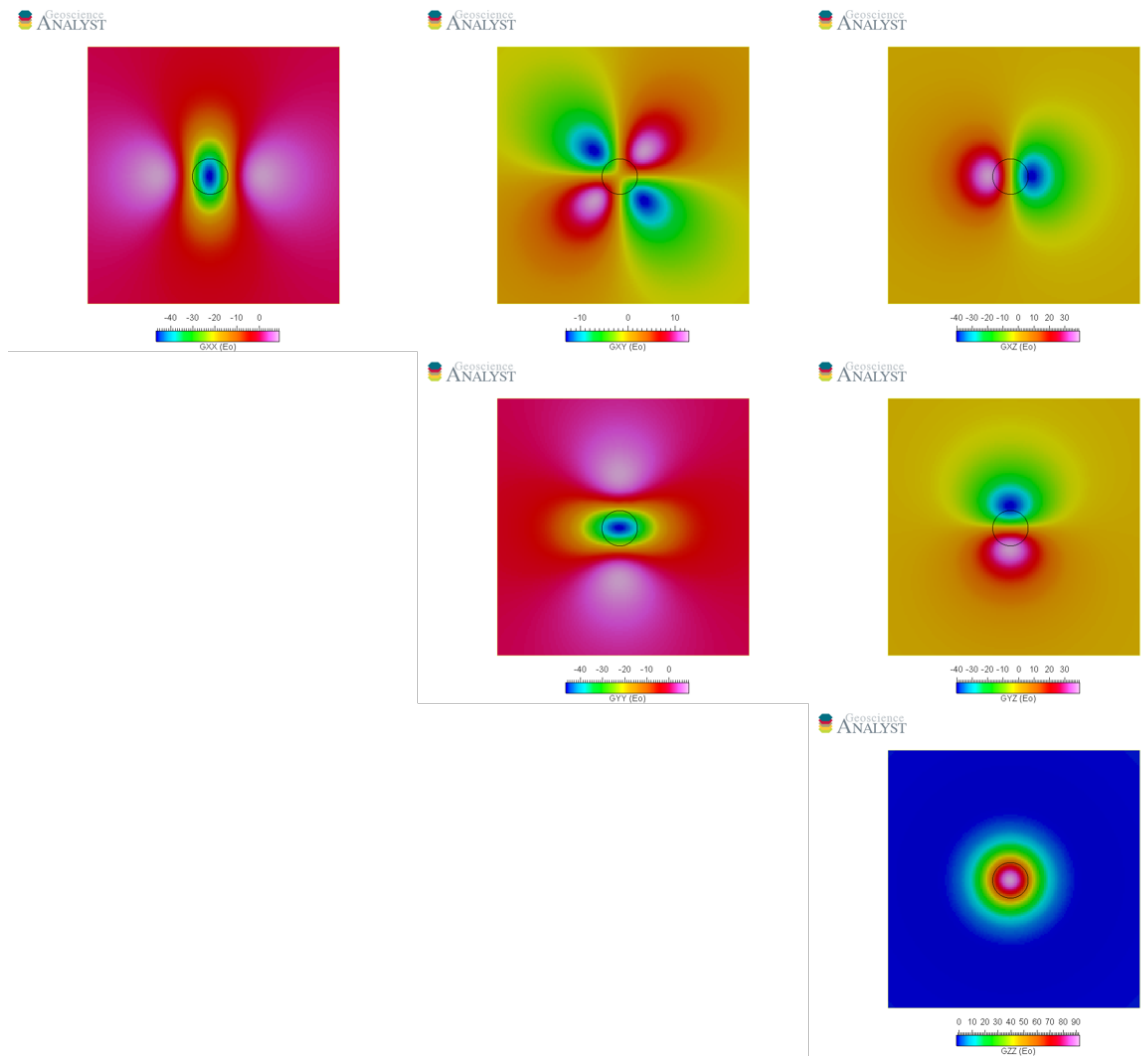 Geoscience
ANALYST
Geoscience
ANALYST
Geoscience
ANALYST
-40 -30 -20 -10 0
GXX (Eo)
-10 0 10
GXY (Eo)
-40 -30 -20 -10 0 10 20 30
GXZ (Eo)
Geoscience
ANALYST
Geoscience
ANALYST
-40 -30 -20 -10 0
GYY (Eo)
-40 -30 -20 -10 0 10 20 30
GYZ (Eo)
Geoscience
ANALYST
0 10 20 30 40 50 60 70 80 90
GZZ (Eo)